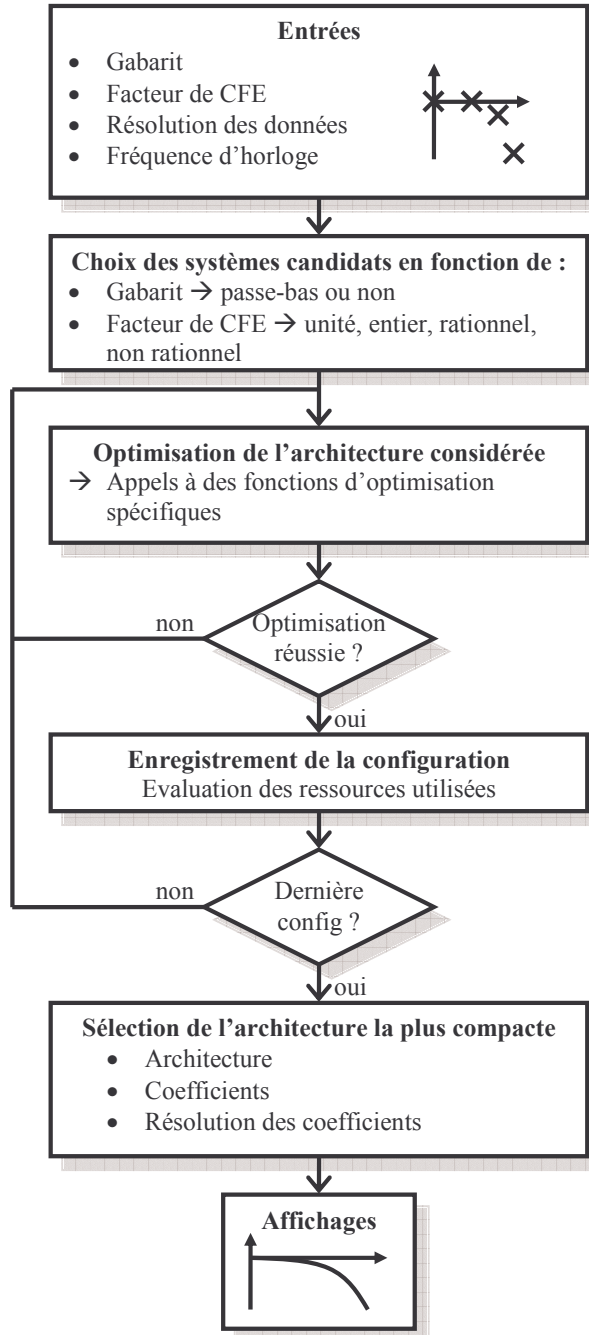 Entrées
• Gabarit
• Facteur de CFE
• Résolution des données
• Fréquence d'horloge
Choix des systèmes candidats en fonction de :
• Gabarit → passe-bas ou non
• Facteur de CFE → unité, entier, rationnel,
non rationnel
Optimisation de l'architecture considérée
→ Appels à des fonctions d'optimisation
spécifiques
non
Optimisation
réussie ?
oui
Enregistrement de la configuration
Evaluation des ressources utilisées
non
Dernière
config ?
oui
Sélection de l'architecture la plus compacte
• Architecture
• Coefficients
• Résolution des coefficients
Affichages